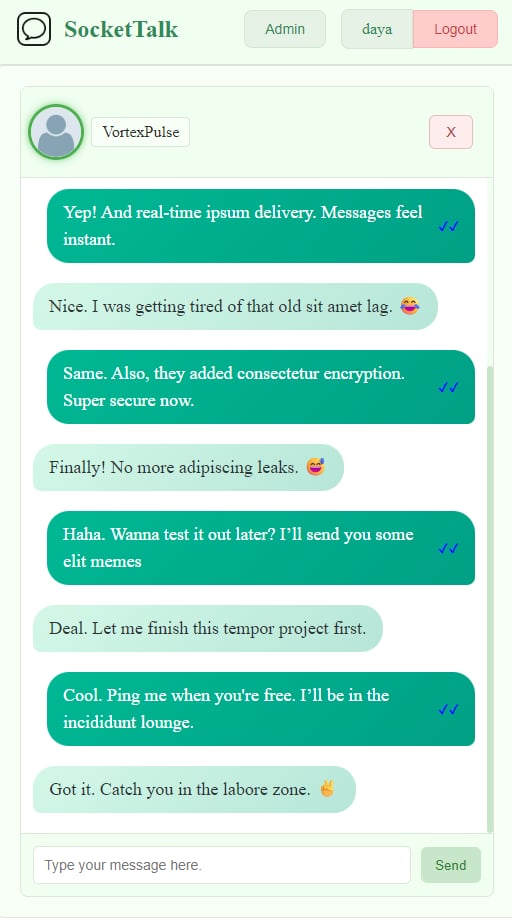 SocketTalk
Admin
daya
Logout
VortexPulse
X
Yep! And real-time ipsum delivery. Messages feel
instant.
Nice. I was getting tired of that old sit amet lag. 😂
Same. Also, they added consectetur encryption.
Super secure now.
Finally! No more adipiscing leaks. 😅
Haha. Wanna test it out later? I’ll send you some
elit memes
Deal. Let me finish this tempor project first.
Cool. Ping me when you're free. I’ll be in the
incididunt lounge.
Got it. Catch you in the labore zone. ✌️
Type your message here.
Send